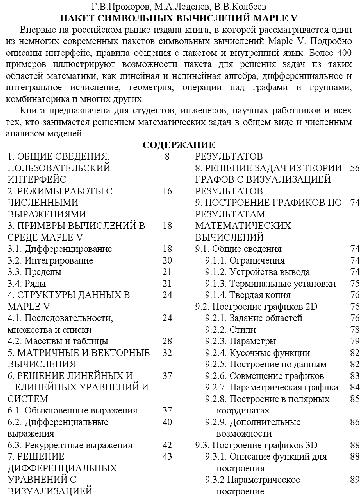 Г.В.Прохоров, М.А.Леденев, В.В.Колбеев
ПАКЕТ СИМВОЛЬНЫХ ВЫЧИСЛЕНИЙ MAPLE V
Впервые на российском рынке издана книга, в которой рассматривается один
из немногих современных пакетов символьных вычислений Maple V. Подробно
описаны интерфейс, правила общения с пакетом и внутренний язык. Более 400
примеров иллюстрируют возможности пакета для решения задач из таких
областей математики, как линейная и нелинейная алгебра, дифференциальное и
интегральное исчисление, геометрия, операции над графами и группами,
комбинаторика и многих других.
Книга предназначена для студентов, инженеров, научных работников и всех
тех, кто занимается решением математических задач в общем виде и численным
анализом моделей.
СОДЕРЖАНИЕ
1. ОБЩИЕ СВЕДЕНИЯ. 8
ПОЛЬЗОВАТЕЛЬСКИЙ
ИНТЕРФЕЙС
2. РЕЖИМЫ РАБОТЫ С 16
ЧИСЛЕННЫМИ
ВЫРАЖЕНИЯМИ
3. ПРИМЕРЫ ВЫЧИСЛЕНИЙ В 18
СРЕДЕ MAPLE V
3.1. Дифференцирование 18
3.2. Интегрирование 20
3.3. Пределы 21
3.4. Ряды 21
4. СТРУКТУРЫ ДАННЫХ В 24
MAPLE V
4.1. Последовательности, 24
множества и списки
4.2. Массивы и таблицы 28
5. МАТРИЧНЫЕ И ВЕКТОРНЫЕ 32
ВЫЧИСЛЕНИЯ
6. РЕШЕНИЕ ЛИНЕЙНЫХ И 37
НЕЛИНЕЙНЫХ УРАВНЕНИЙ И
СИСТЕМ
6.1. Обыкновенные выражения 37
6.2. Дифференциальные 40
выражения
6.3. Рекуррентные выражения 42
7. РЕШЕНИЕ 43
ДИФФЕРЕНЦИАЛЬНЫХ
УРАВНЕНИЙ С
ВИЗУАЛИЗАЦИЕЙ
РЕЗУЛЬТАТОВ
8. РЕШЕНИЕ ЗАДАЧ ИЗ ТЕОРИИ 56
ГРАФОВ С ВИЗУАЛИЗАЦИЕЙ
РЕЗУЛЬТАТОВ
9. ПОСТРОЕНИЕ ГРАФИКОВ ПО 74
РЕЗУЛЬТАТАМ
МАТЕМАТИЧЕСКИХ
ВЫЧИСЛЕНИЙ
9.1. Общие сведения 74
9.1.1. Ограничения 74
9.1.2. Устройства вывода 74
9.1.3. Терминальные установки 75
9.1.4. Твердая копия 76
9.2. Построение графиков 2D 76
9.2.1. Задание областей 76
9.2.2. Стили 78
9.2.3. Параметры 79
9.2.4. Кусочные функции 82
9.2.5. Построение по данным 82
9.2.6. Совмещение графиков 83
9.2.7. Параметрическая графика 84
9.2.8. Построения в полярных 85
координатах
9.2.9. Дополнительные 86
возможности
9.3. Построение графиков 3D 88
9.3.1. Описание функций для 88
построения
9.3.2 Параметрическое 89
построение